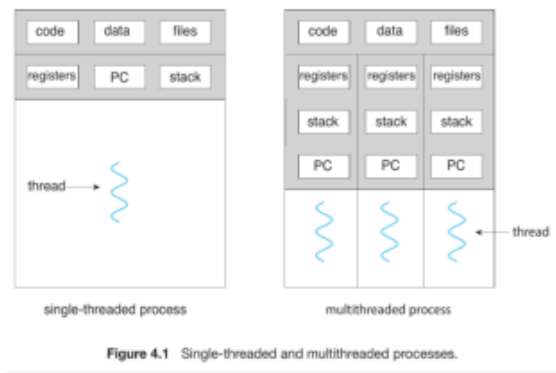 code data files code data files
registers PC stack registers registers registers
stack stack stack
PC PC PC
thread
thread
single-threaded process multithreaded process
Figure 4.1 Single-threaded and multithreaded processes.